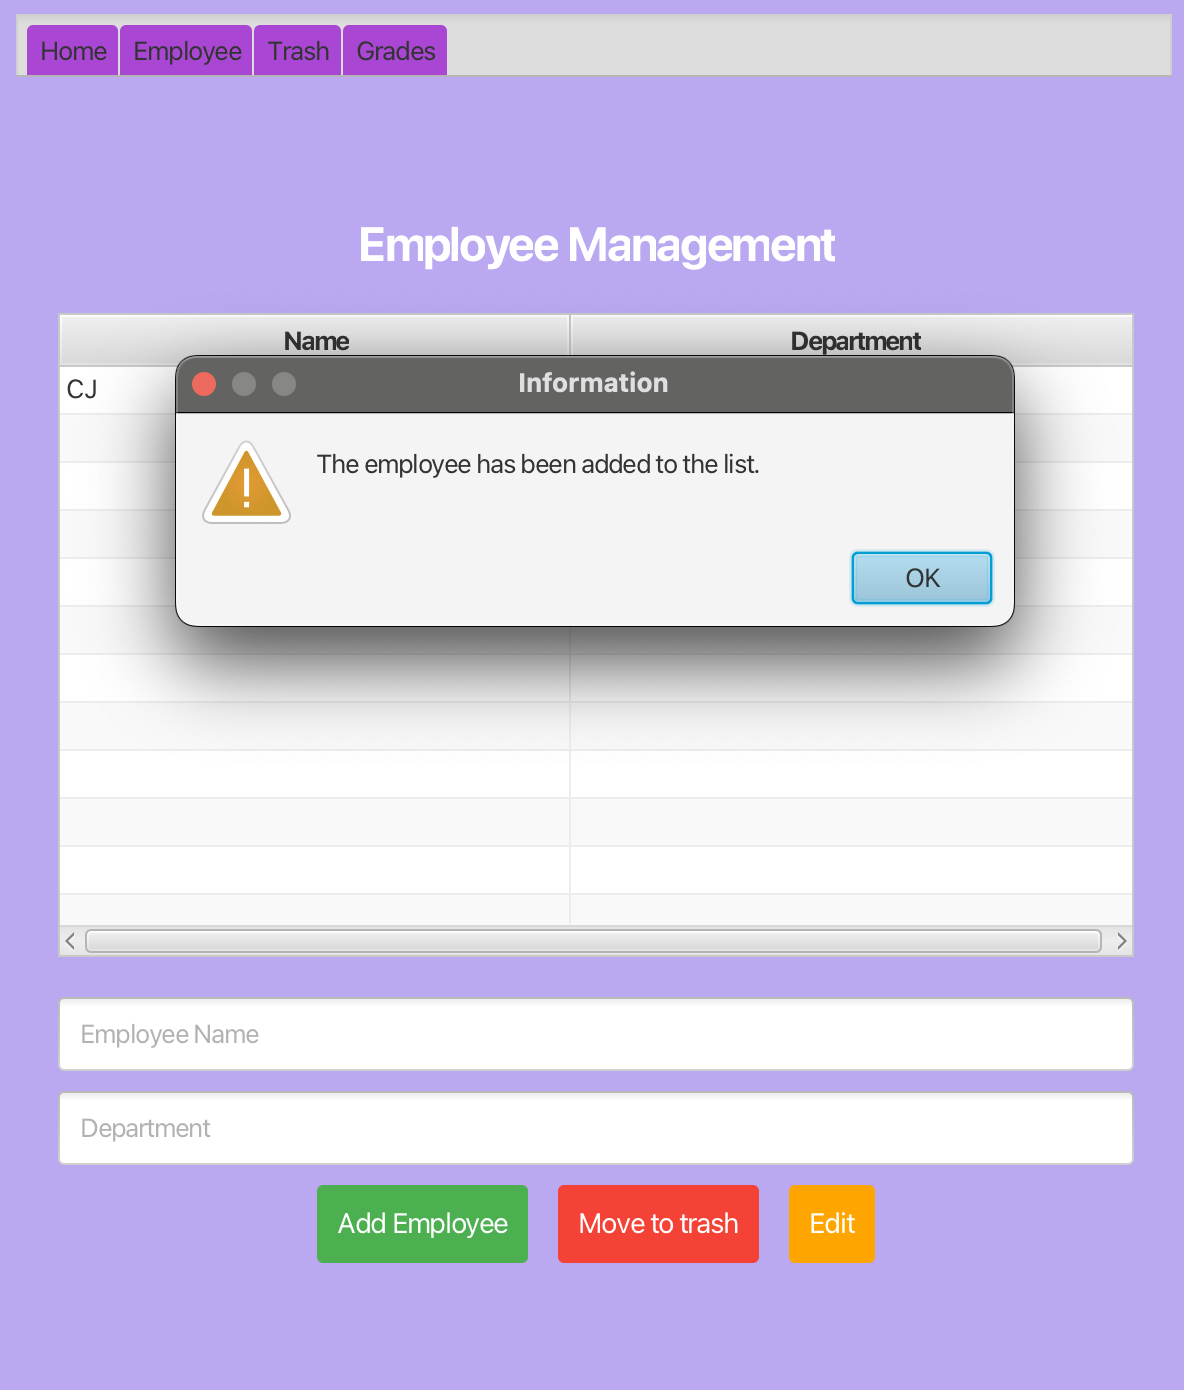 Home Employee Trash Grades
Employee Management
Name Department
Information
CJ
The employee has been added to the list.
OK
Employee Name
Department
Add Employee Move to trash Edit